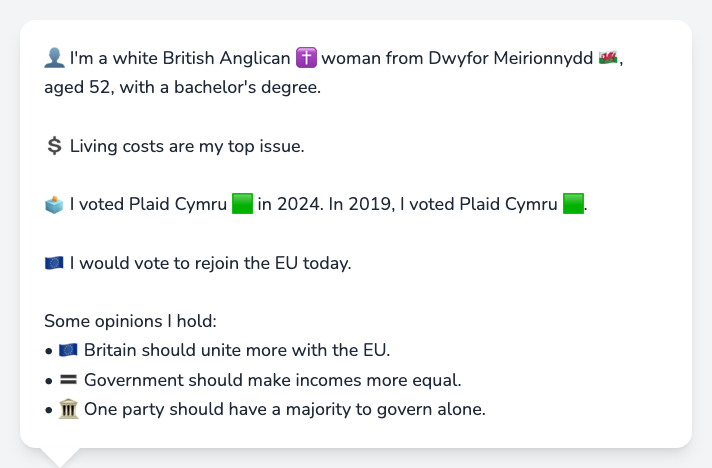 👤 I'm a white British Anglican ✝️ woman from Dwyfor Meirionnydd 🏴󠁧󠁢󠁷󠁬󠁳󠁿,
aged 52, with a bachelor's degree.
💲 Living costs are my top issue.
🗳️ I voted Plaid Cymru 🟩 in 2024. In 2019, I voted Plaid Cymru 🟩.
🇪🇺 I would vote to rejoin the EU today.
Some opinions I hold:
• 🇪🇺 Britain should unite more with the EU.
• 🟰 Government should make incomes more equal.
• 🏛️ One party should have a majority to govern alone.